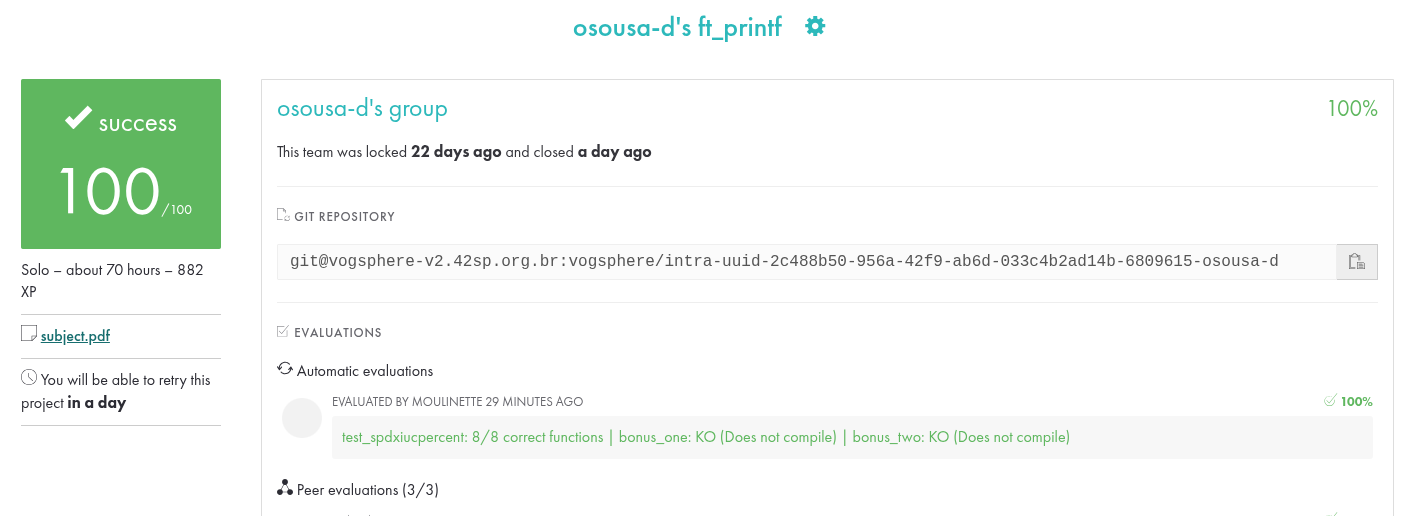 osousa-d's ft_printf
success
100/100
Solo – about 70 hours – 882
XP
subject.pdf
You will be able to retry this
project in a day
osousa-d's group
100%
This team was locked 22 days ago and closed a day ago
GIT REPOSITORY
git@vogsphere-v2.42sp.org.br:vogsphere/intra-uuid-2c488b50-956a-42f9-ab6d-033c4b2ad14b-6809615-osousa-d
EVALUATIONS
Automatic evaluations
EVALUATED BY MOULINETTE 29 MINUTES AGO
100%
test_spdxiucpercent: 8/8 correct functions | bonus_one: KO (Does not compile) | bonus_two: KO (Does not compile)
Peer evaluations (3/3)